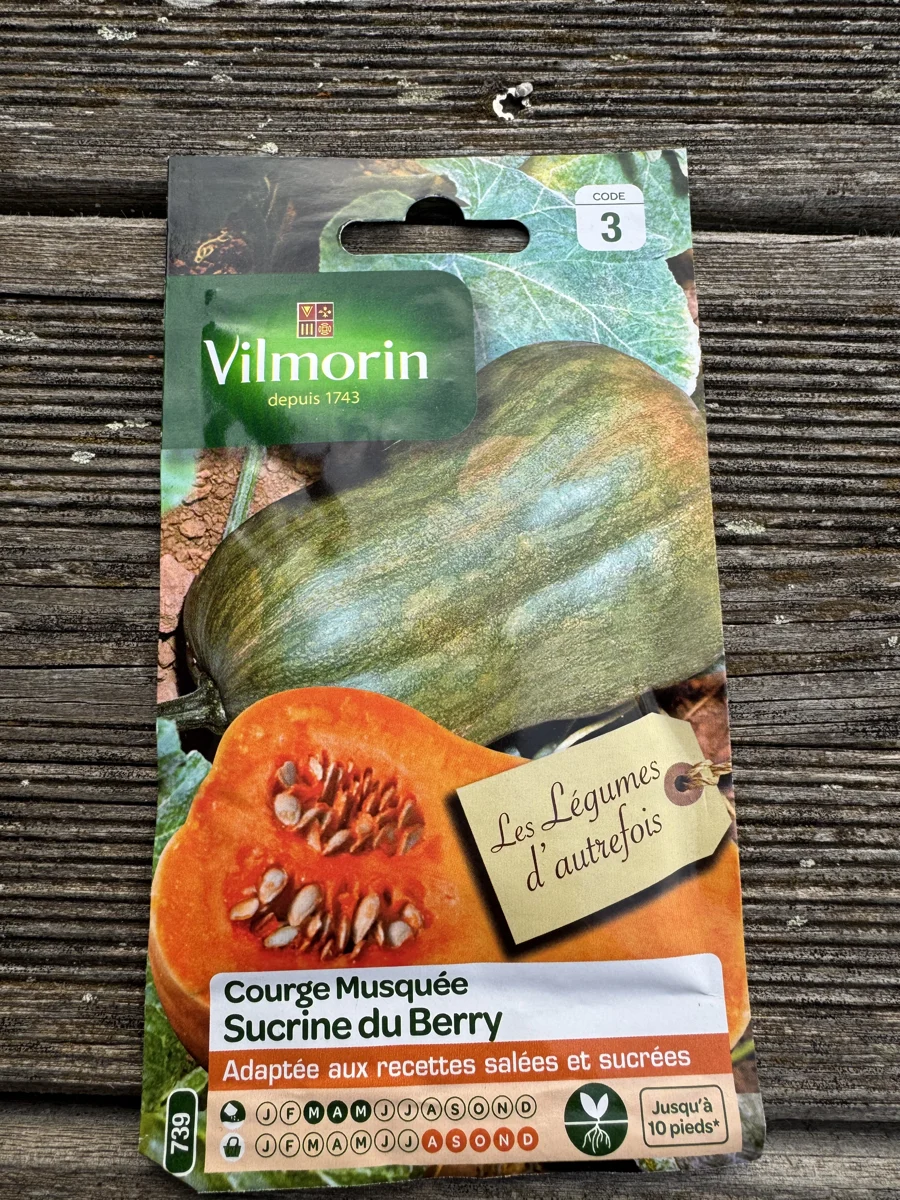 CODE
3
Vilmorin
depuis 1743
Les Légumes
d'autrefois
Courge Musquée
Sucrine du Berry
Adaptée aux recettes salées et sucrées
J F M A M J J A S O N D
J F M A M J J A S O N D
Jusqu'à
10 pieds*
739